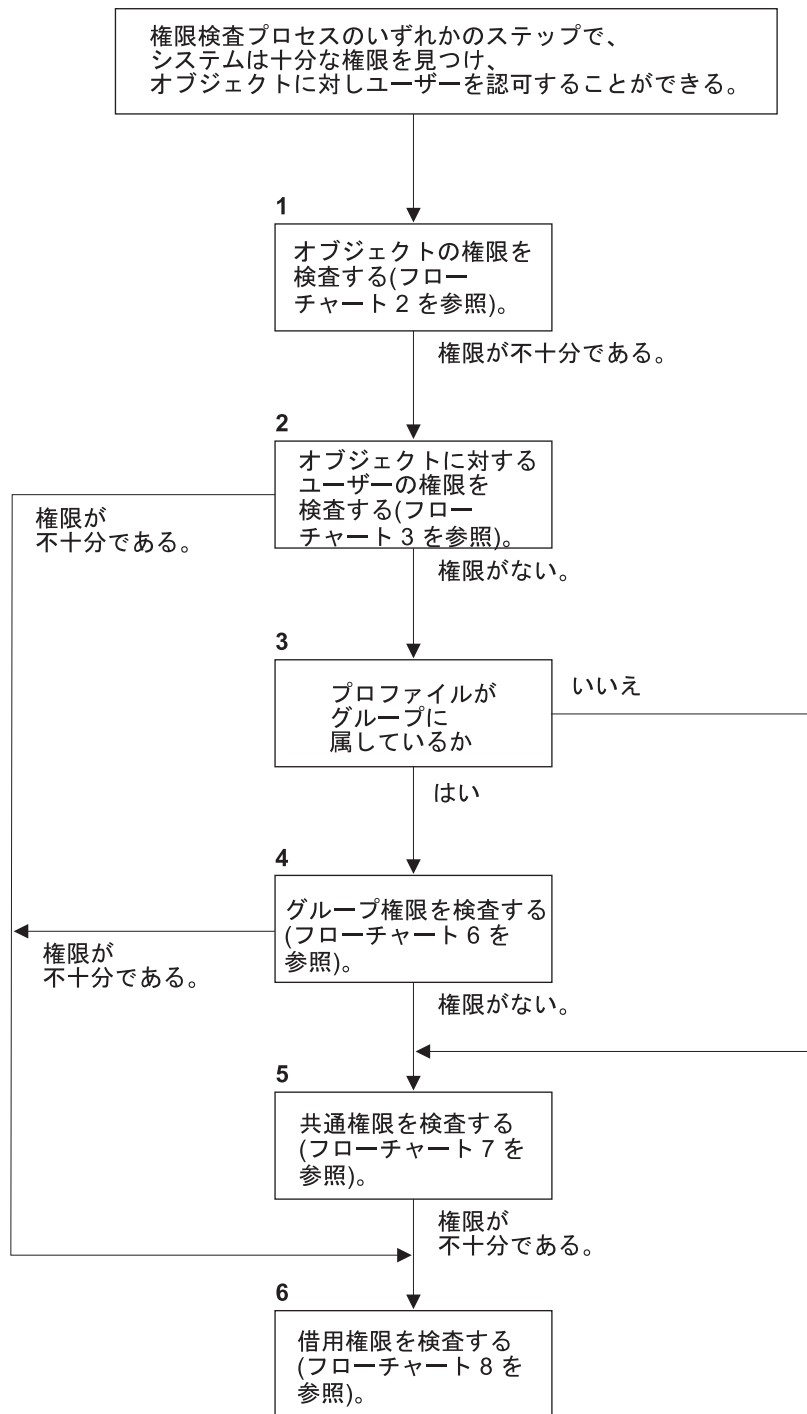 権限検査プロセスのいずれかのステップで、
システムは十分な権限を見つけ、
オブジェクトに対しユーザーを認可することができる。
1
オブジェクトの権限を
検査する(フロー
チャート 2 を参照)。
権限が不十分である。
2
オブジェクトに対する
ユーザーの権限を
検査する(フロー
チャート 3 を参照)。
権限が
不十分である。
権限がない。
3
プロファイルが
グループに
属しているか
いいえ
はい
4
グループ権限を検査する
(フローチャート 6 を
参照)。
権限が
不十分である。
権限がない。
5
共通権限を検査する
(フローチャート 7 を
参照)。
権限が
不十分である。
6
借用権限を検査する
(フローチャート 8 を
参照)。